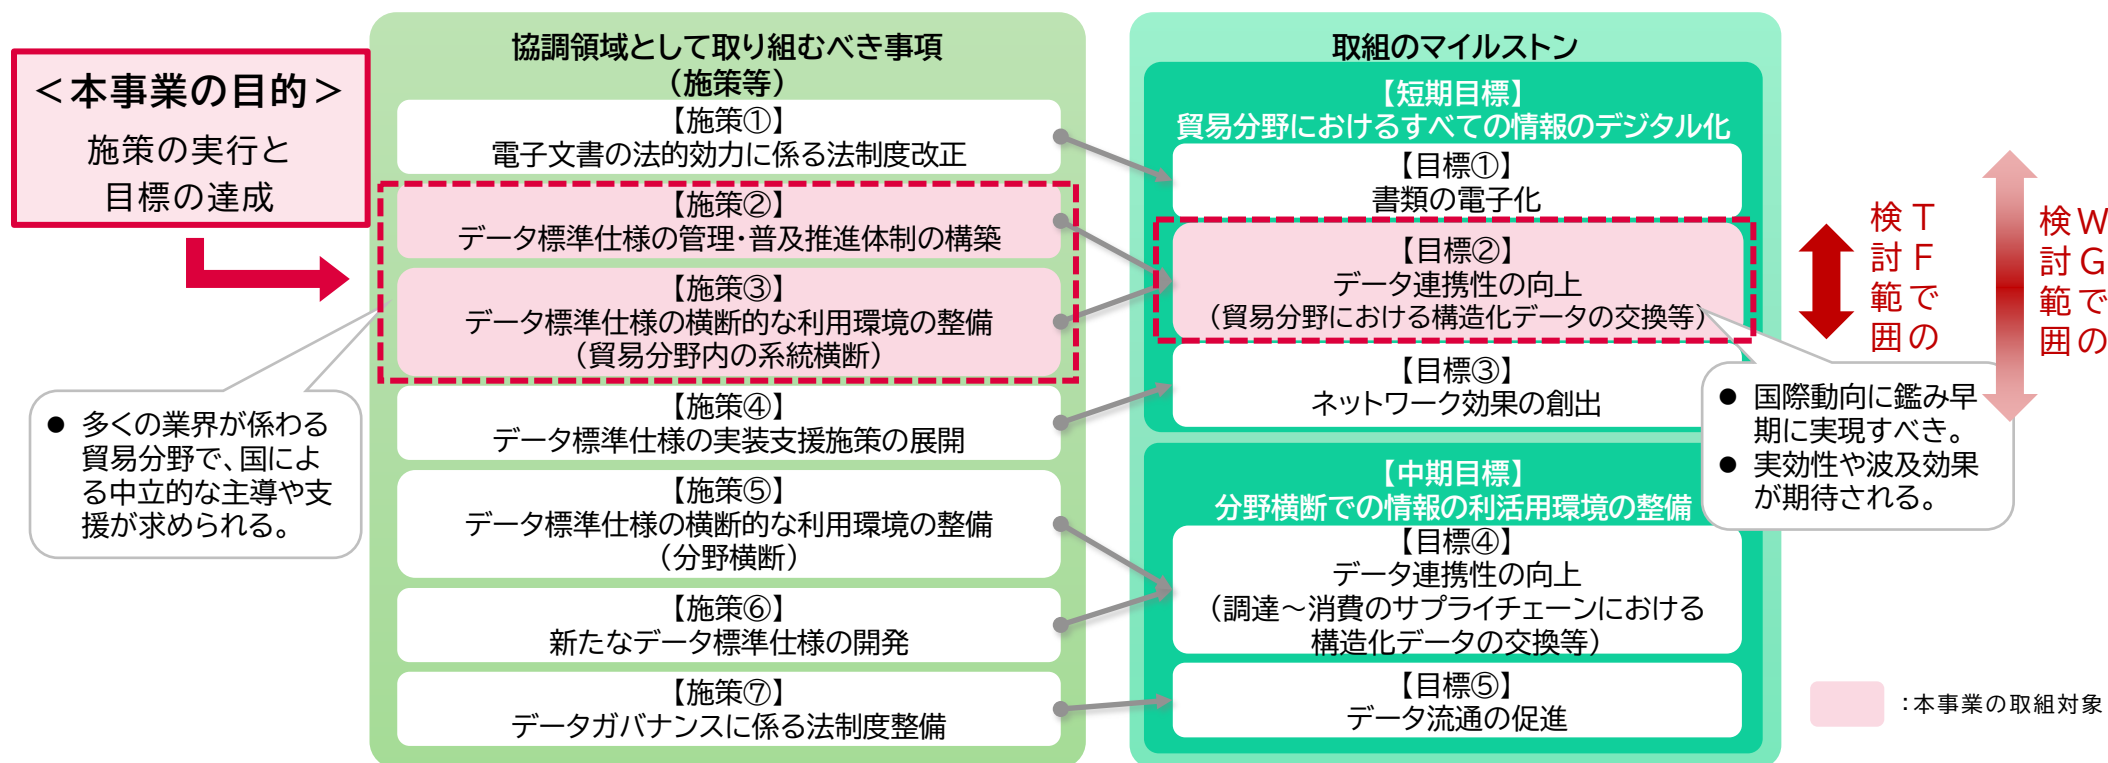 ＜本事業の目的＞
施策の実行と
目標の達成
協調領域として取り組むべき事項
（施策等）
【施策①】
電子文書の法的効力に係る法制度改正
【施策②】
データ標準仕様の管理・普及推進体制の構築
【施策③】
データ標準仕様の横断的な利用環境の整備
（貿易分野内の系統横断）
【施策④】
データ標準仕様の実装支援施策の展開
【施策⑤】
データ標準仕様の横断的な利用環境の整備
（分野横断）
【施策⑥】
新たなデータ標準仕様の開発
【施策⑦】
データガバナンスに係る法制度整備
● 多くの業界が係わる
貿易分野で、国によ
る中立的な主導や支
援が求められる。
取組のマイルストン
【短期目標】
貿易分野におけるすべての情報のデジタル化
【目標①】
書類の電子化
【目標②】
データ連携性の向上
（貿易分野における構造化データの交換等）
【目標③】
ネットワーク効果の創出
【中期目標】
分野横断での情報の利活用環境の整備
【目標④】
データ連携性の向上
（調達～消費のサプライチェーンにおける
構造化データの交換等）
【目標⑤】
データ流通の促進
TFでの
検討範囲
WGでの
検討範囲
● 国際動向に鑑み早
期に実現すべき。
● 実効性や波及効果
が期待される。
：本事業の取組対象